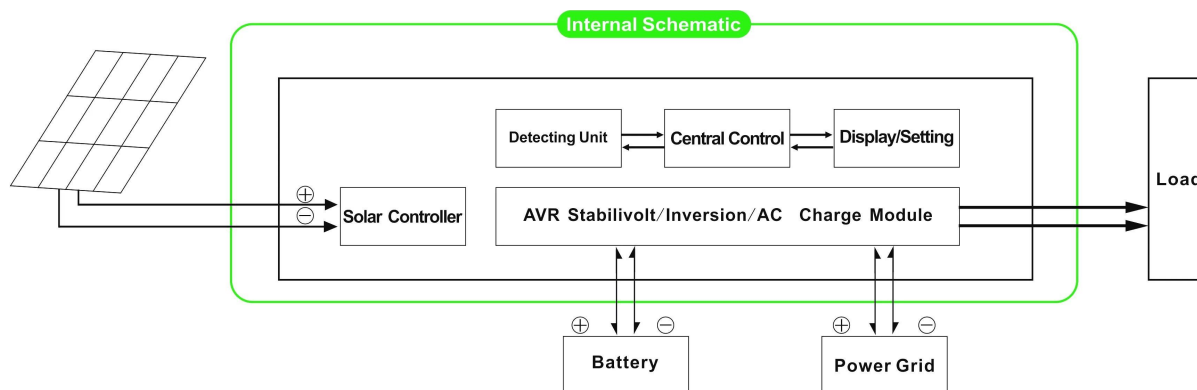 Internal Schematic
Detecting Unit
Central Control
Display/Setting
Load
+
−
Solar Controller
AVR Stabilivolt/Inversion/AC Charge Module
+
−
+
−
Battery
Power Grid